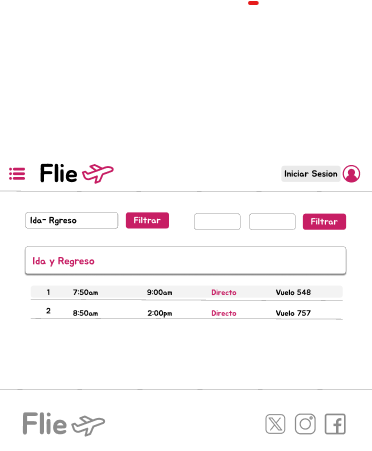 Flie
Iniciar Sesion
Ida- Rgreso Filtrar Filtrar
Ida y Regreso
1 7:50am 9:00am Directo Vuelo 548
2 8:50am 2:00pm Directo Vuelo 757
Flie